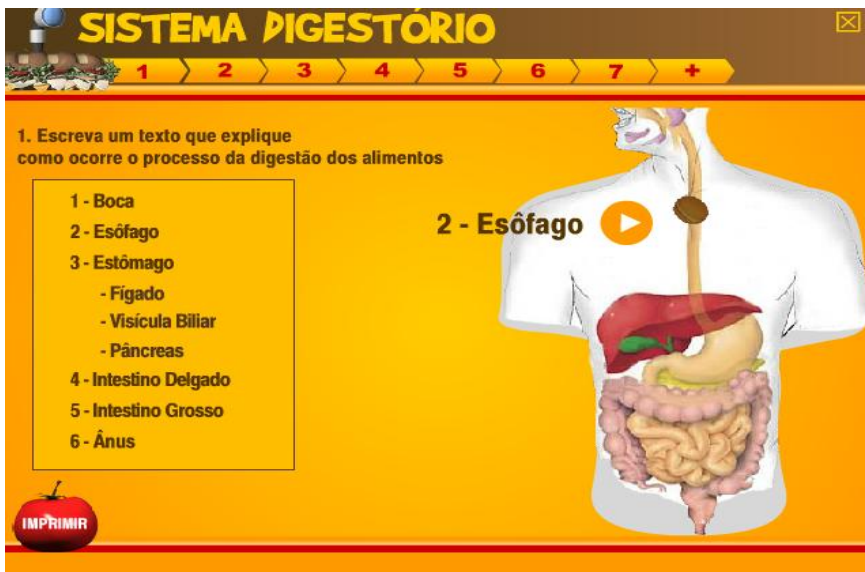 SISTEMA DIGESTÓRIO
1 2 3 4 5 6 7 +
1. Escreva um texto que explique
como ocorre o processo da digestão dos alimentos
1 - Boca
2 - Esôfago
3 - Estômago
- Fígado
- Visícula Biliar
- Pâncreas
4 - Intestino Delgado
5 - Intestino Grosso
6 - Ânus
2 - Esôfago
IMPRIMIR